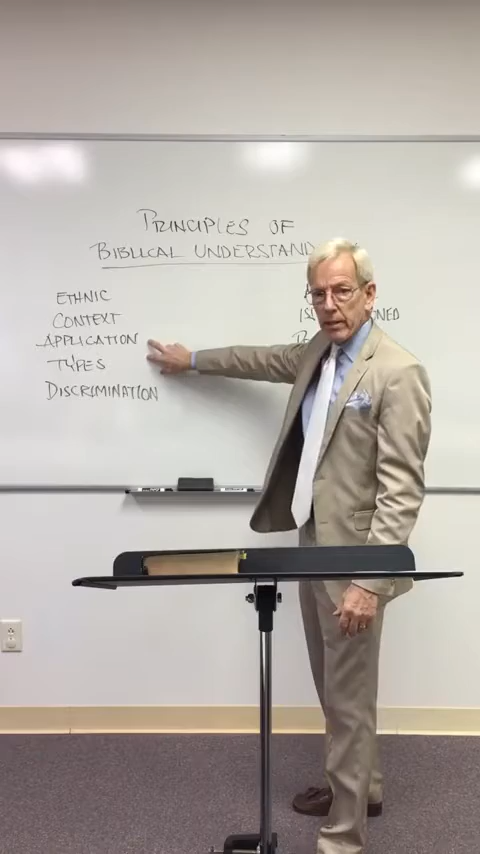 PRINCIPLES OF
BIBLICAL UNDERSTAND
ETHNIC
CONTEXT
APPLICATION
TYPES
DISCRIMINATION